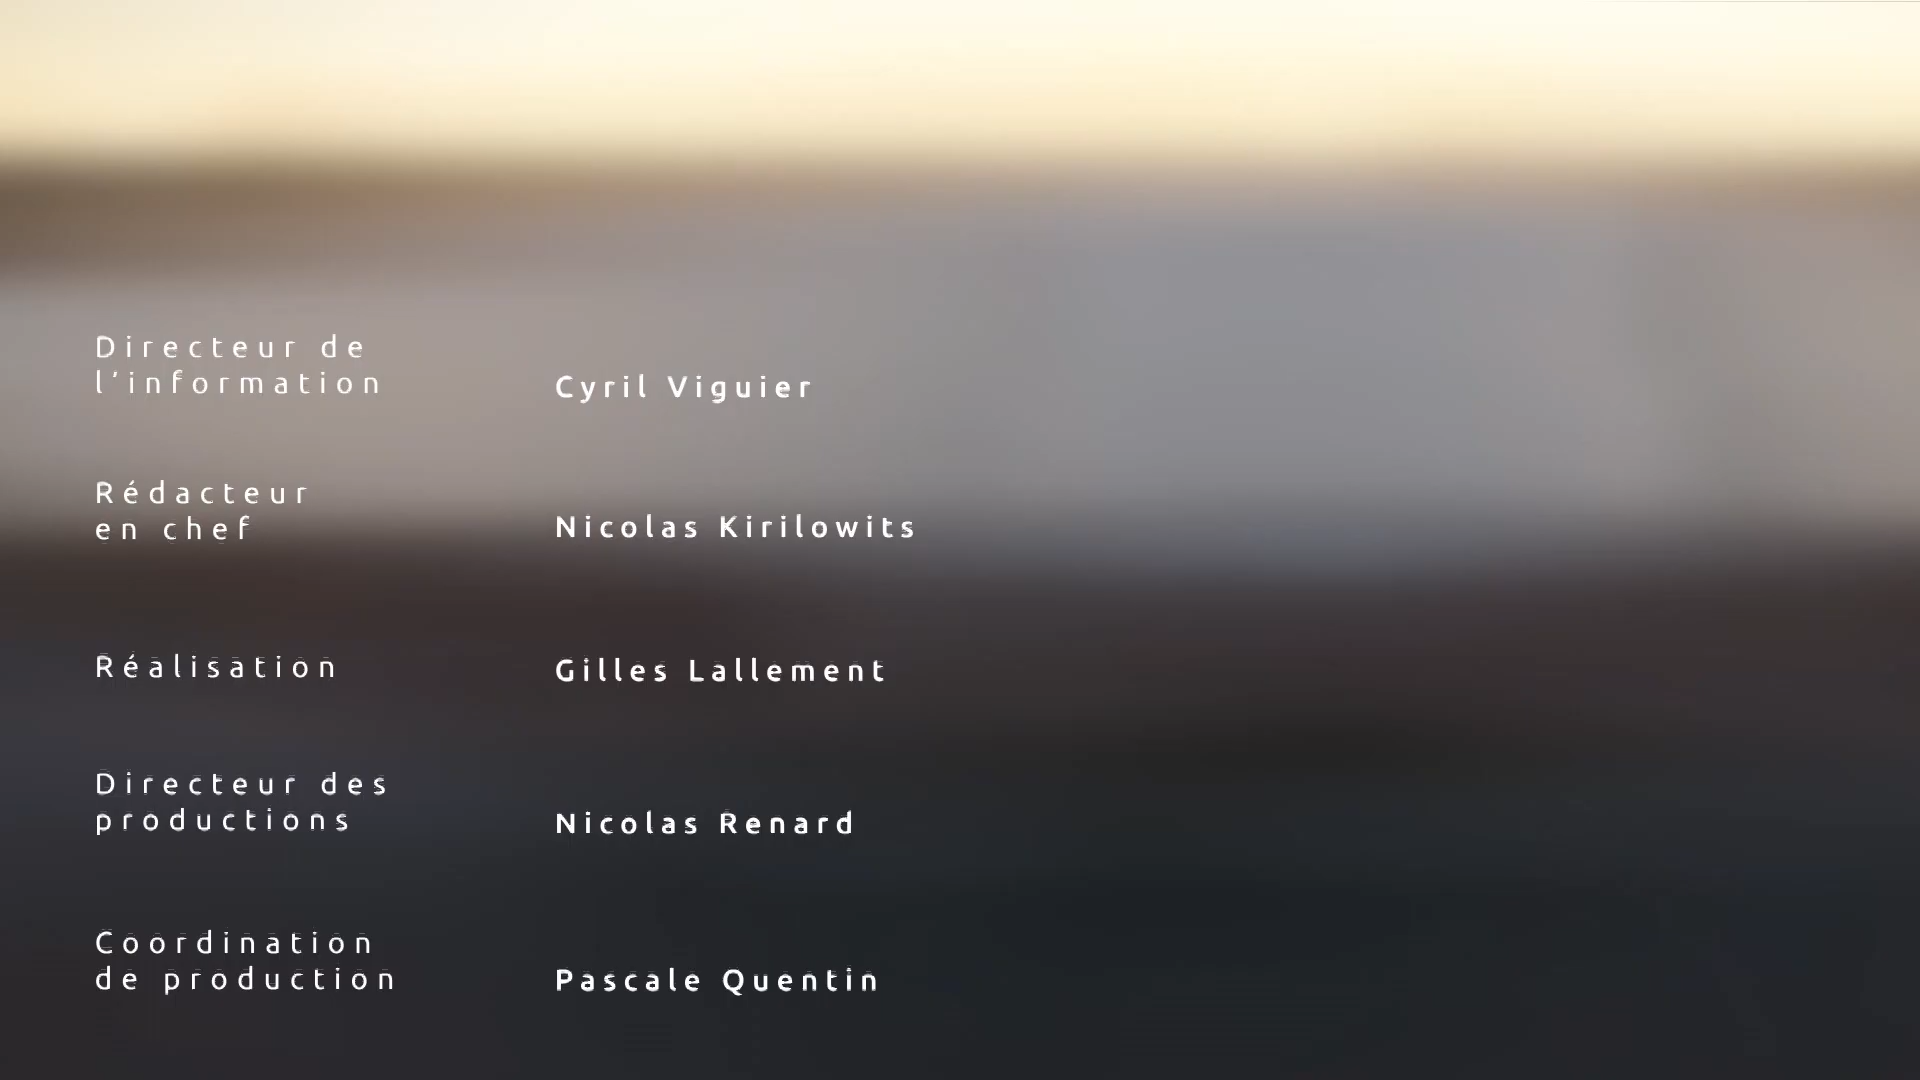 Directeur de
l'information
Cyril Viguier
Rédacteur
en chef
Nicolas Kirilowits
Réalisation
Gilles Lallement
Directeur des
productions
Nicolas Renard
Coordination
de production
Pascale Quentin